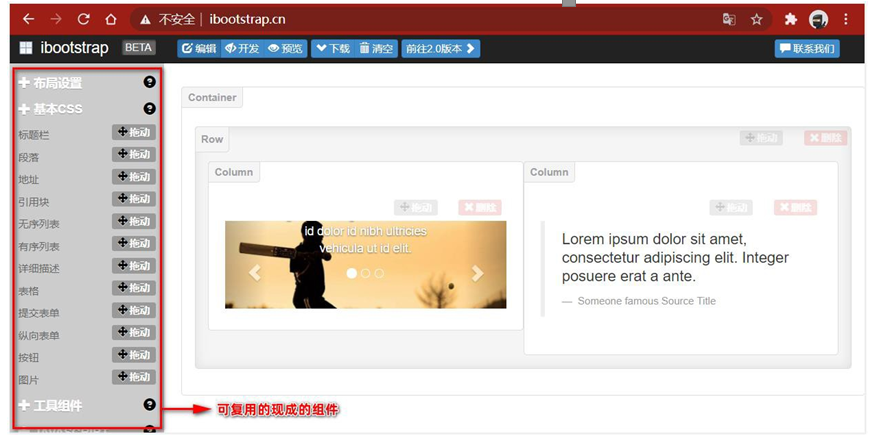 不安全 | ibootstrap.cn
ibootstrap BETA 编辑 开发 预览 下载 清空 前往2.0版本 联系我们
布局设置
基本CSS
标题栏 拖动
段落 拖动
地址 拖动
引用块 拖动
无序列表 拖动
有序列表 拖动
详细描述 拖动
表格 拖动
提交表单 拖动
纵向表单 拖动
按钮 拖动
图片 拖动
工具组件
JAVASCRIPT
Container
Row 拖动 删除
Column
拖动 删除
id dolor id nibh ultricies
vehicula ut id elit.
Column
拖动 删除
Lorem ipsum dolor sit amet,
consectetur adipiscing elit. Integer
posuere erat a ante.
— Someone famous Source Title
可复用的现成的组件